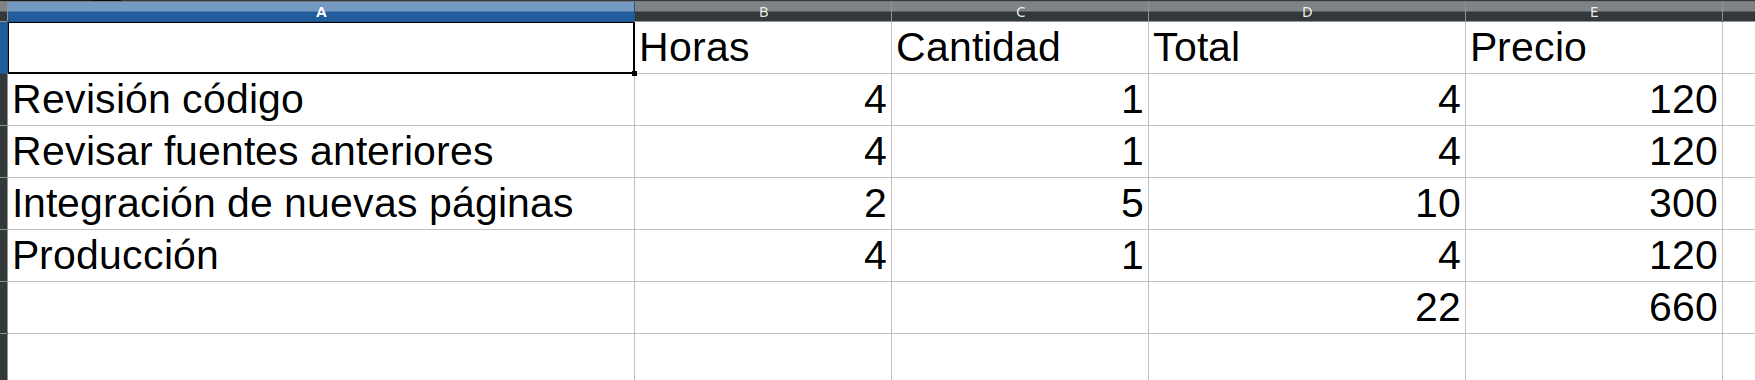 A B C D E
Horas Cantidad Total Precio
Revisión código 4 1 4 120
Revisar fuentes anteriores 4 1 4 120
Integración de nuevas páginas 2 5 10 300
Producción 4 1 4 120
22 660